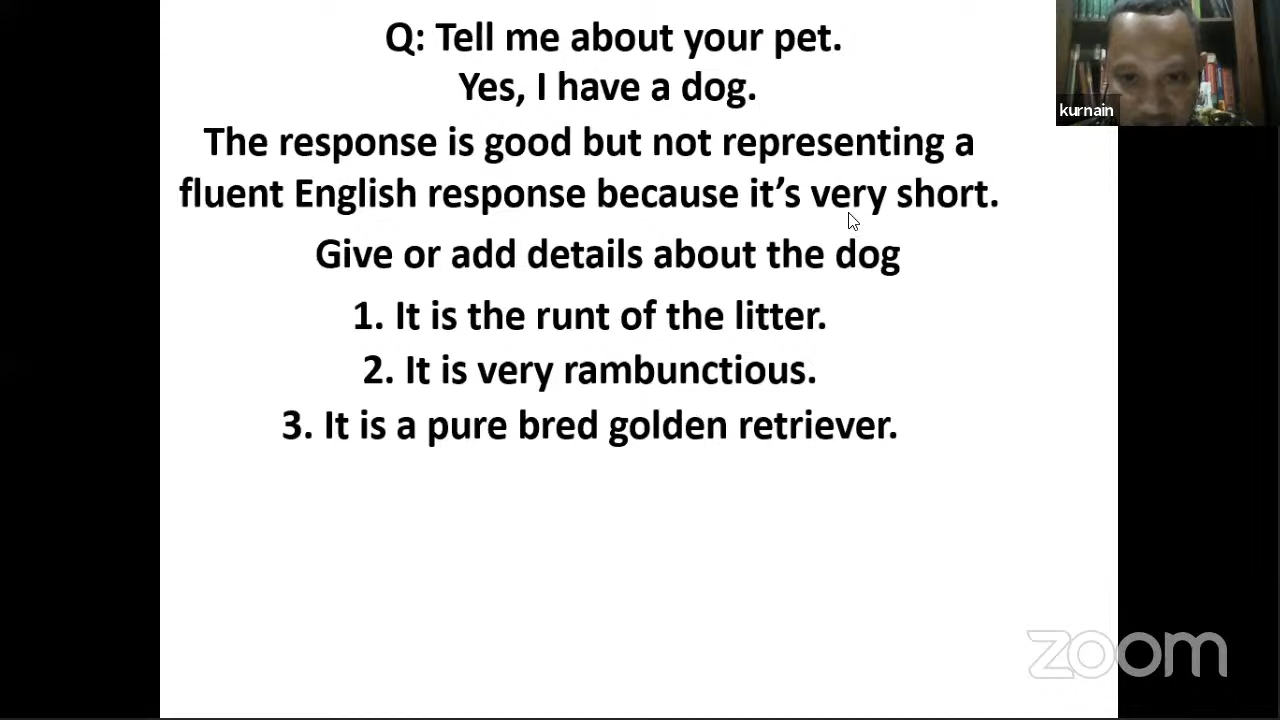 Q: Tell me about your pet.
Yes, I have a dog.
kurnain
The response is good but not representing a
fluent English response because it’s very short.
Give or add details about the dog
1. It is the runt of the litter.
2. It is very rambunctious.
3. It is a pure bred golden retriever.
zoom